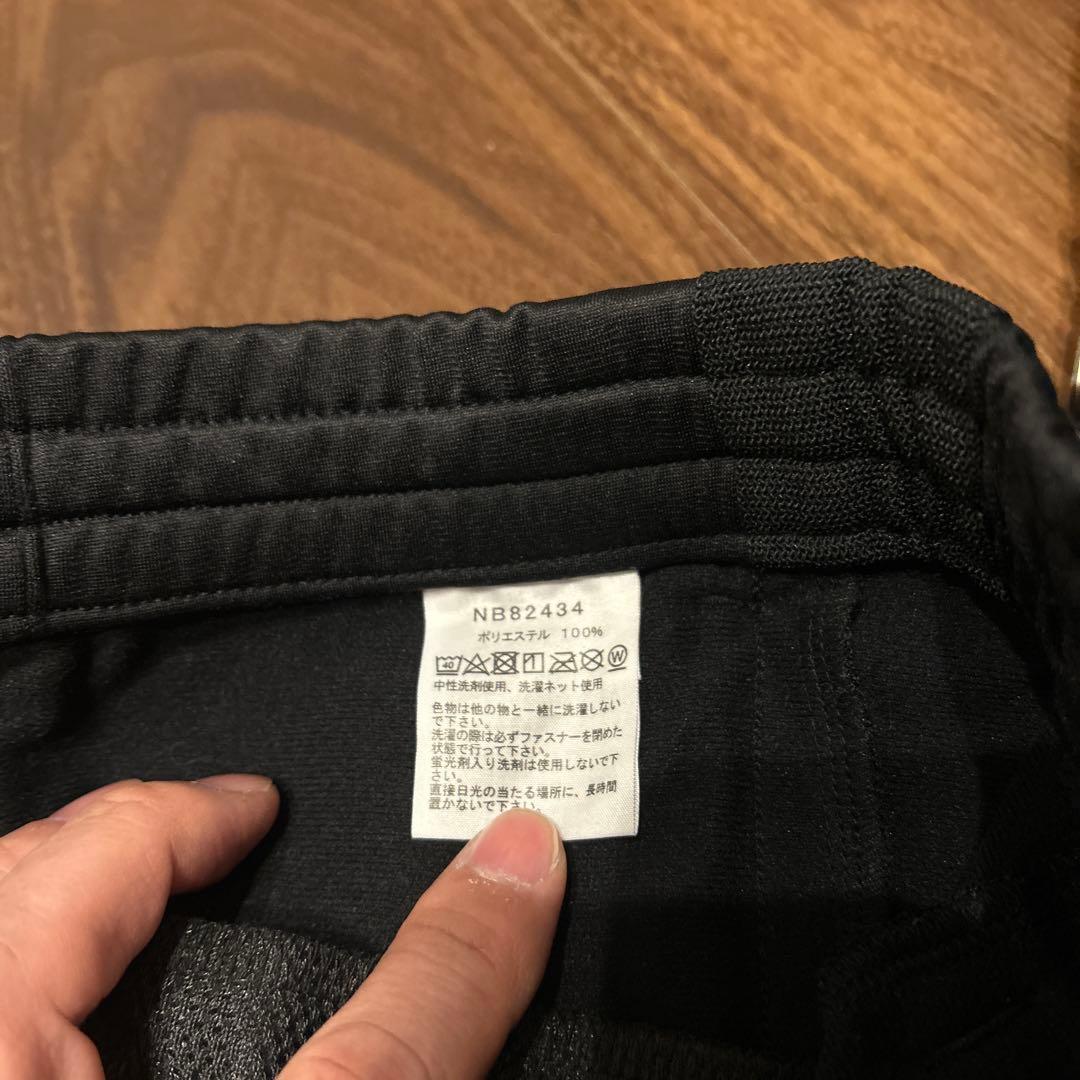 NB82434
ポリエステル 100%
40 W
中性洗剤使用、洗濯ネット使用
色物は他の物と一緒に洗濯しない
で下さい。
洗濯の際は必ずファスナーを閉めた
状態で行って下さい。
蛍光剤入り洗剤は使用しないで下
さい。
直接日光の当たる場所に、長時間
置かないで下さい。